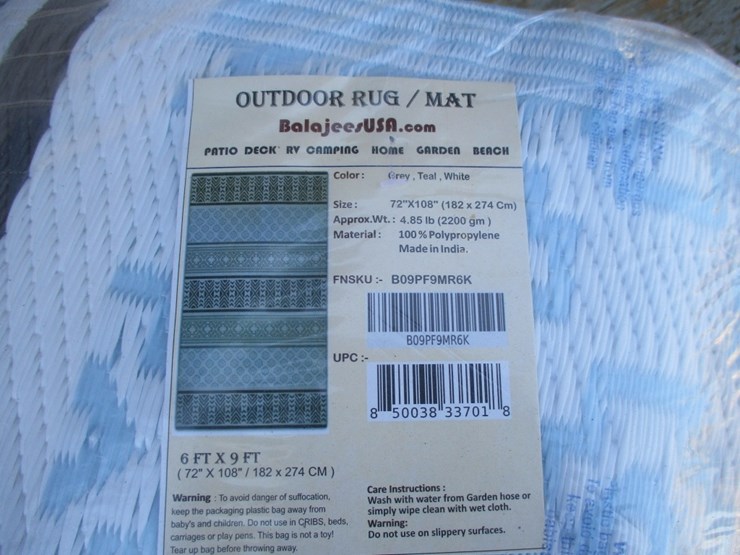 OUTDOOR RUG / MAT
BalajeesUSA.com
PATIO DECK RV CAMPING HOME GARDEN BEACH
Color: Grey, Teal, White
Size: 72"X108" (182 x 274 Cm)
Approx.Wt.: 4.85 lb (2200 gm)
Material: 100% Polypropylene
Made in India.
FNSKU :- B09PF9MR6K
B09PF9MR6K
UPC :-
8 50038 33701 8
6 FT X 9 FT
(72" X 108" / 182 x 274 CM)
Warning : To avoid danger of suffocation,
keep the packaging plastic bag away from
baby's and children. Do not use in CRIBS, beds,
carriages or play pens. This bag is not a toy!
Tear up bag before throwing away.
Care Instructions :
Wash with water from Garden hose or
simply wipe clean with wet cloth.
Warning:
Do not use on slippery surfaces.